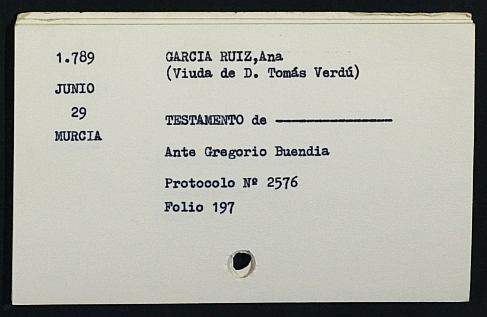 1.789
JUNIO
29
MURCIA
GARCIA RUIZ,Ana
(Viuda de D. Tomás Verdú)
TESTAMENTO de ----------------
Ante Gregorio Buendia
Protocolo Nº 2576
Folio 197